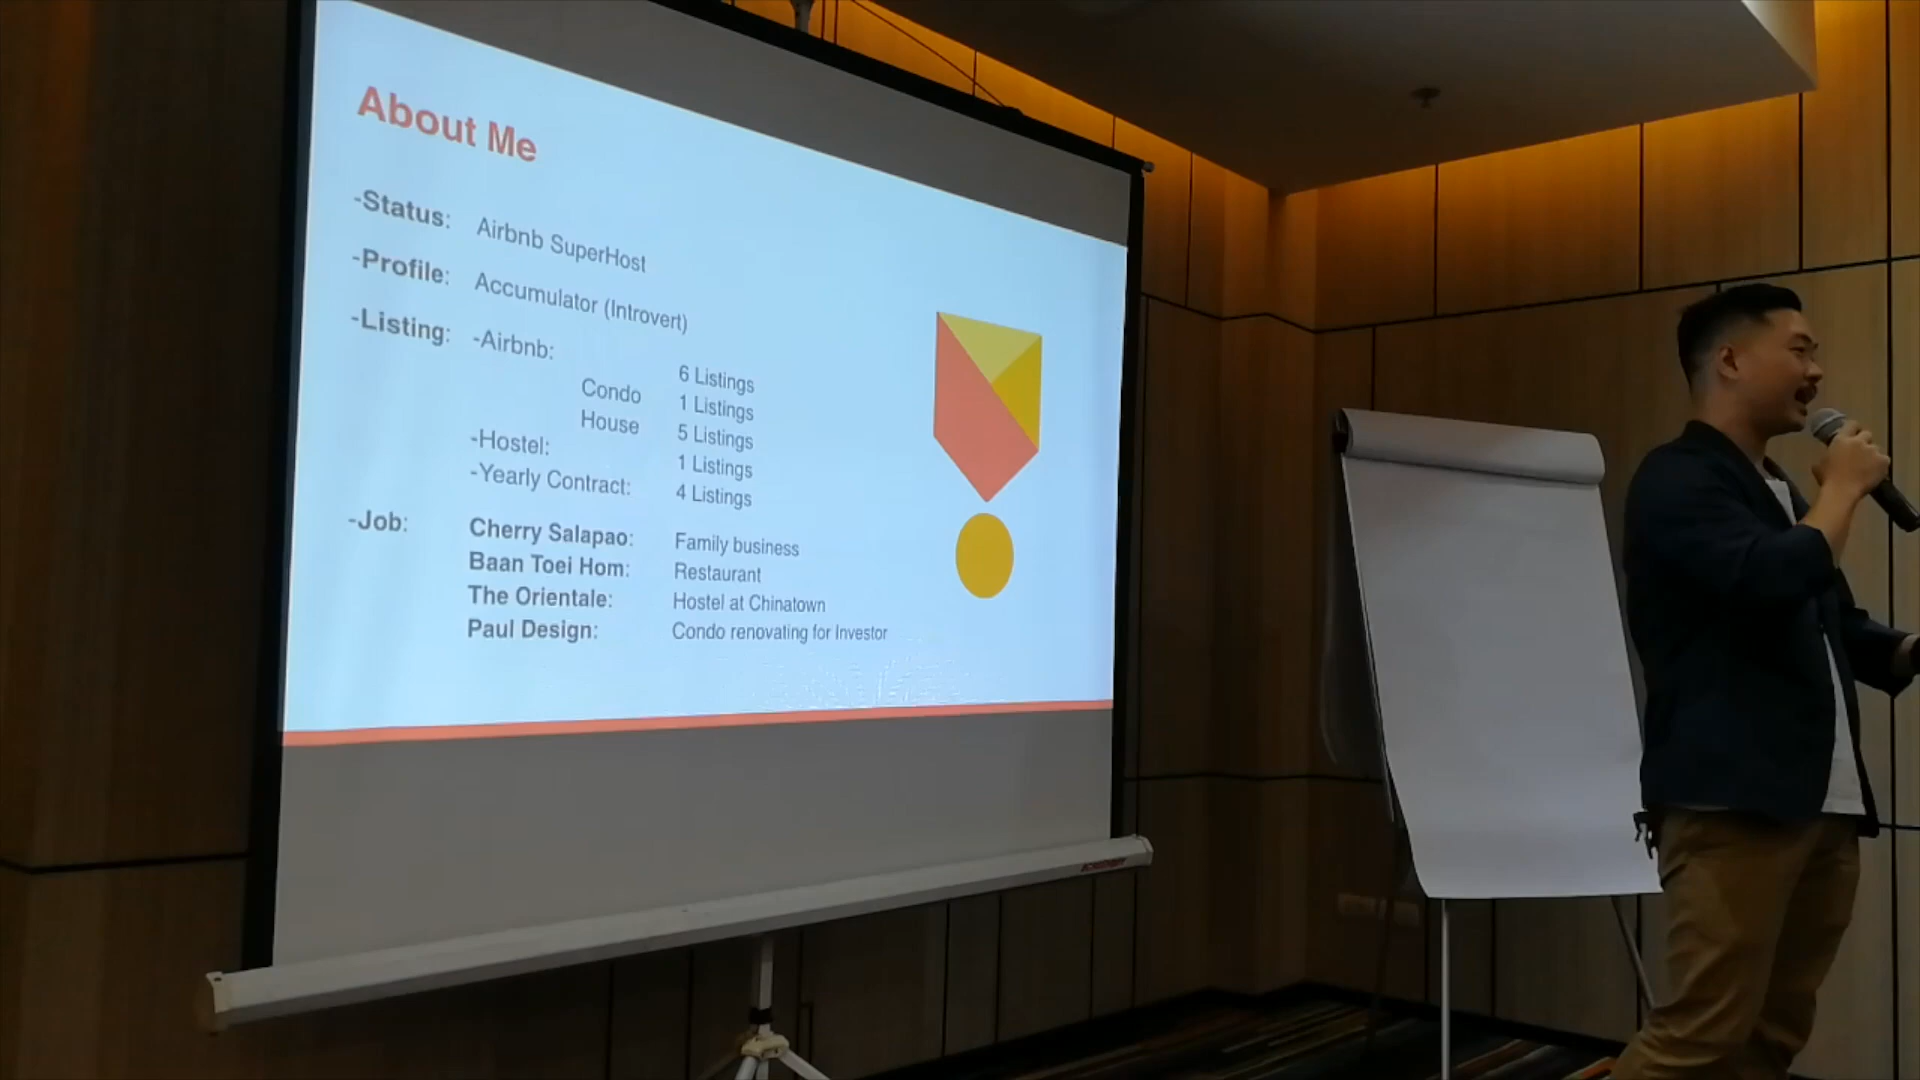 About Me
-Status: Airbnb SuperHost
-Profile: Accumulator (Introvert)
-Listing: -Airbnb:
6 Listings
Condo 1 Listings
House 5 Listings
-Hostel: 1 Listings
-Yearly Contract: 4 Listings
-Job: Cherry Salapao: Family business
Baan Toei Hom: Restaurant
The Orientale: Hostel at Chinatown
Paul Design: Condo renovating for Investor